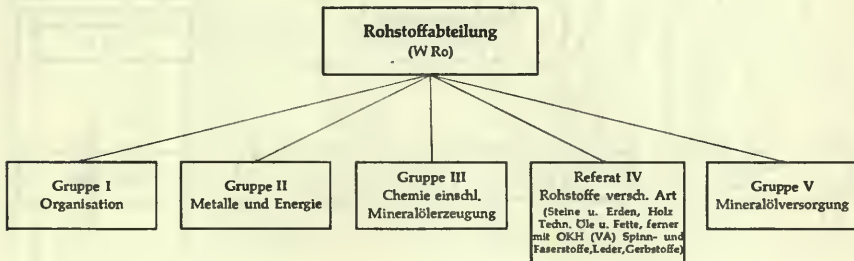 Rohstoffabteilung
(W Ro)
Gruppe I
Organisation
Gruppe II
Metalle und Energie
Gruppe III
Chemie einschl.
Mineralölerzeugung
Referat IV
Rohstoffe versch. Art
(Steine u. Erden, Holz
Techn. Öle u. Fette, ferner
mit OKH (VA) Spinn- und
Faserstoffe,Leder,Gerbstoffe)
Gruppe V
Mineralölversorgung